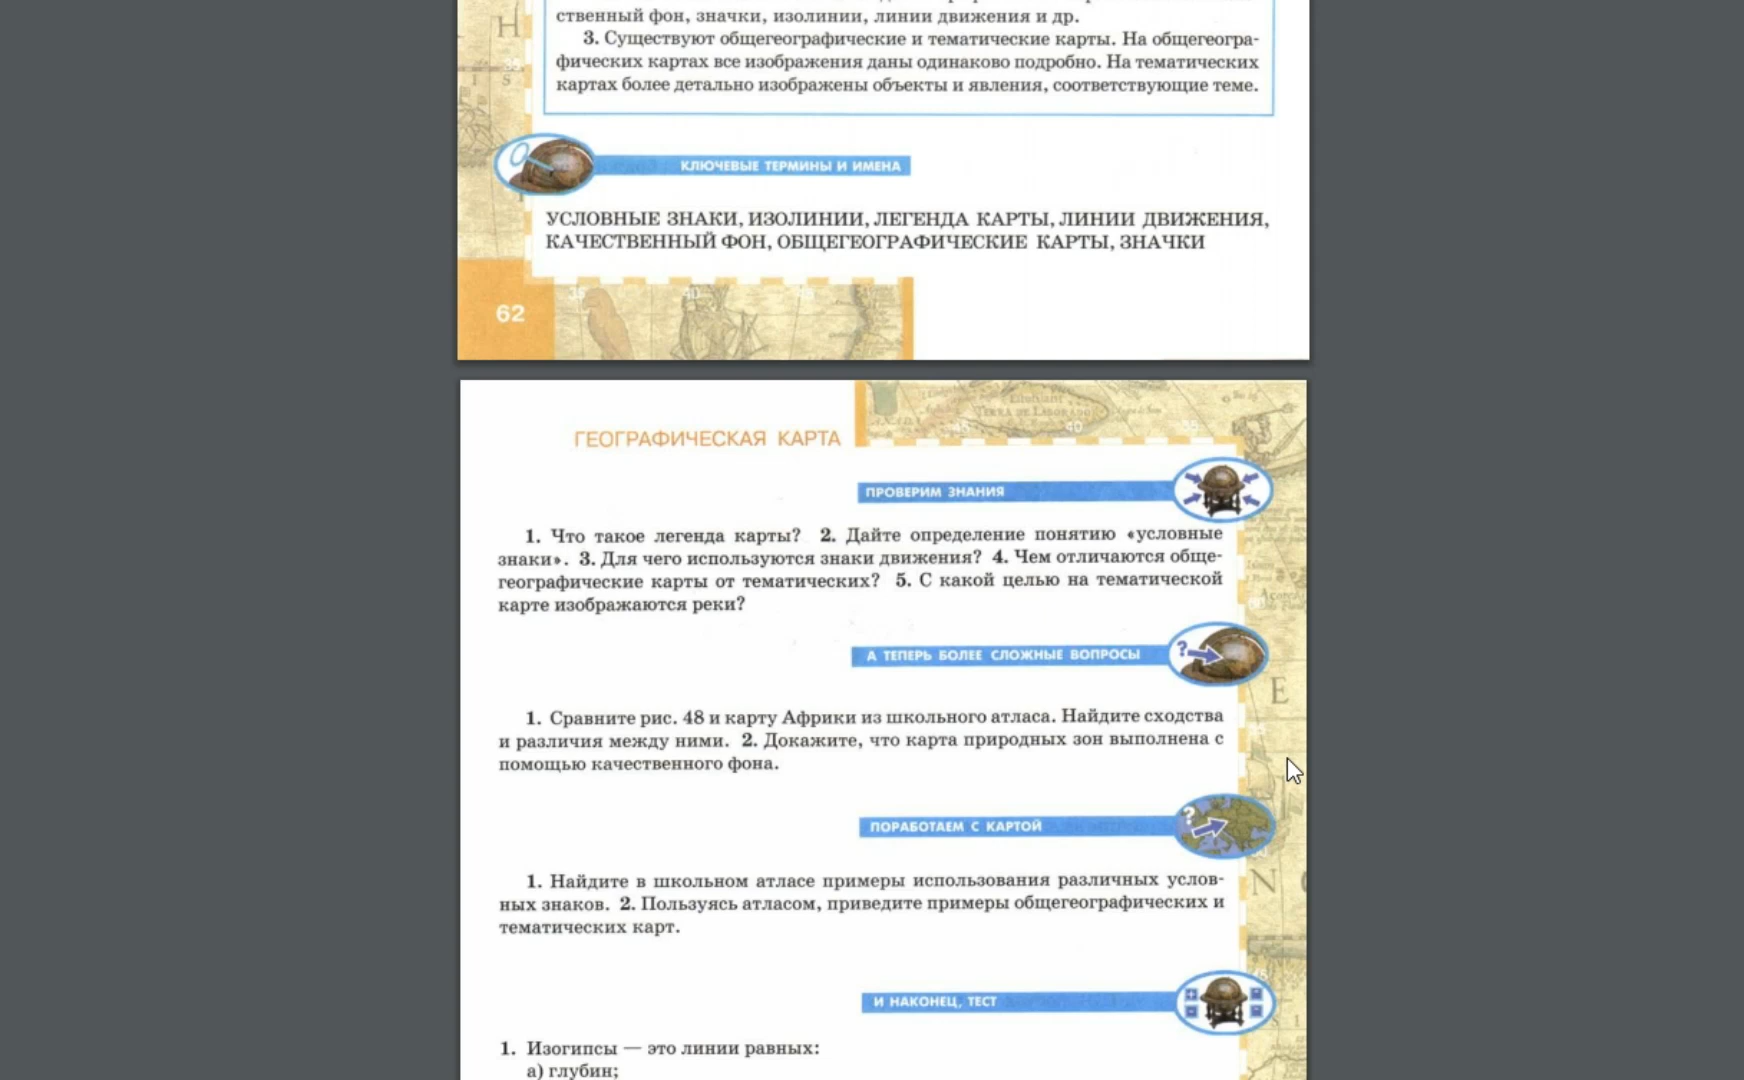 ственный фон, значки, изолинии, линии движения и др.
3. Существуют общегеографические и тематические карты. На общегеогра-
фических картах все изображения даны одинаково подробно. На тематических
картах более детально изображены объекты и явления, соответствующие теме.
КЛЮЧЕВЫЕ ТЕРМИНЫ И ИМЕНА
УСЛОВНЫЕ ЗНАКИ, ИЗОЛИНИИ, ЛЕГЕНДА КАРТЫ, ЛИНИИ ДВИЖЕНИЯ,
КАЧЕСТВЕННЫЙ ФОН, ОБЩЕГЕОГРАФИЧЕСКИЕ КАРТЫ, ЗНАЧКИ
62
ГЕОГРАФИЧЕСКАЯ КАРТА
ПРОВЕРИМ ЗНАНИЯ
1. Что такое легенда карты? 2. Дайте определение понятию «условные
знаки». 3. Для чего используются знаки движения? 4. Чем отличаются обще-
географические карты от тематических? 5. С какой целью на тематической
карте изображаются реки?
А ТЕПЕРЬ БОЛЕЕ СЛОЖНЫЕ ВОПРОСЫ
1. Сравните рис. 48 и карту Африки из школьного атласа. Найдите сходства
и различия между ними. 2. Докажите, что карта природных зон выполнена с
помощью качественного фона.
ПОРАБОТАЕМ С КАРТОЙ
1. Найдите в школьном атласе примеры использования различных услов-
ных знаков. 2. Пользуясь атласом, приведите примеры общегеографических и
тематических карт.
И НАКОНЕЦ, ТЕСТ
1. Изогипсы — это линии равных:
а) глубин;